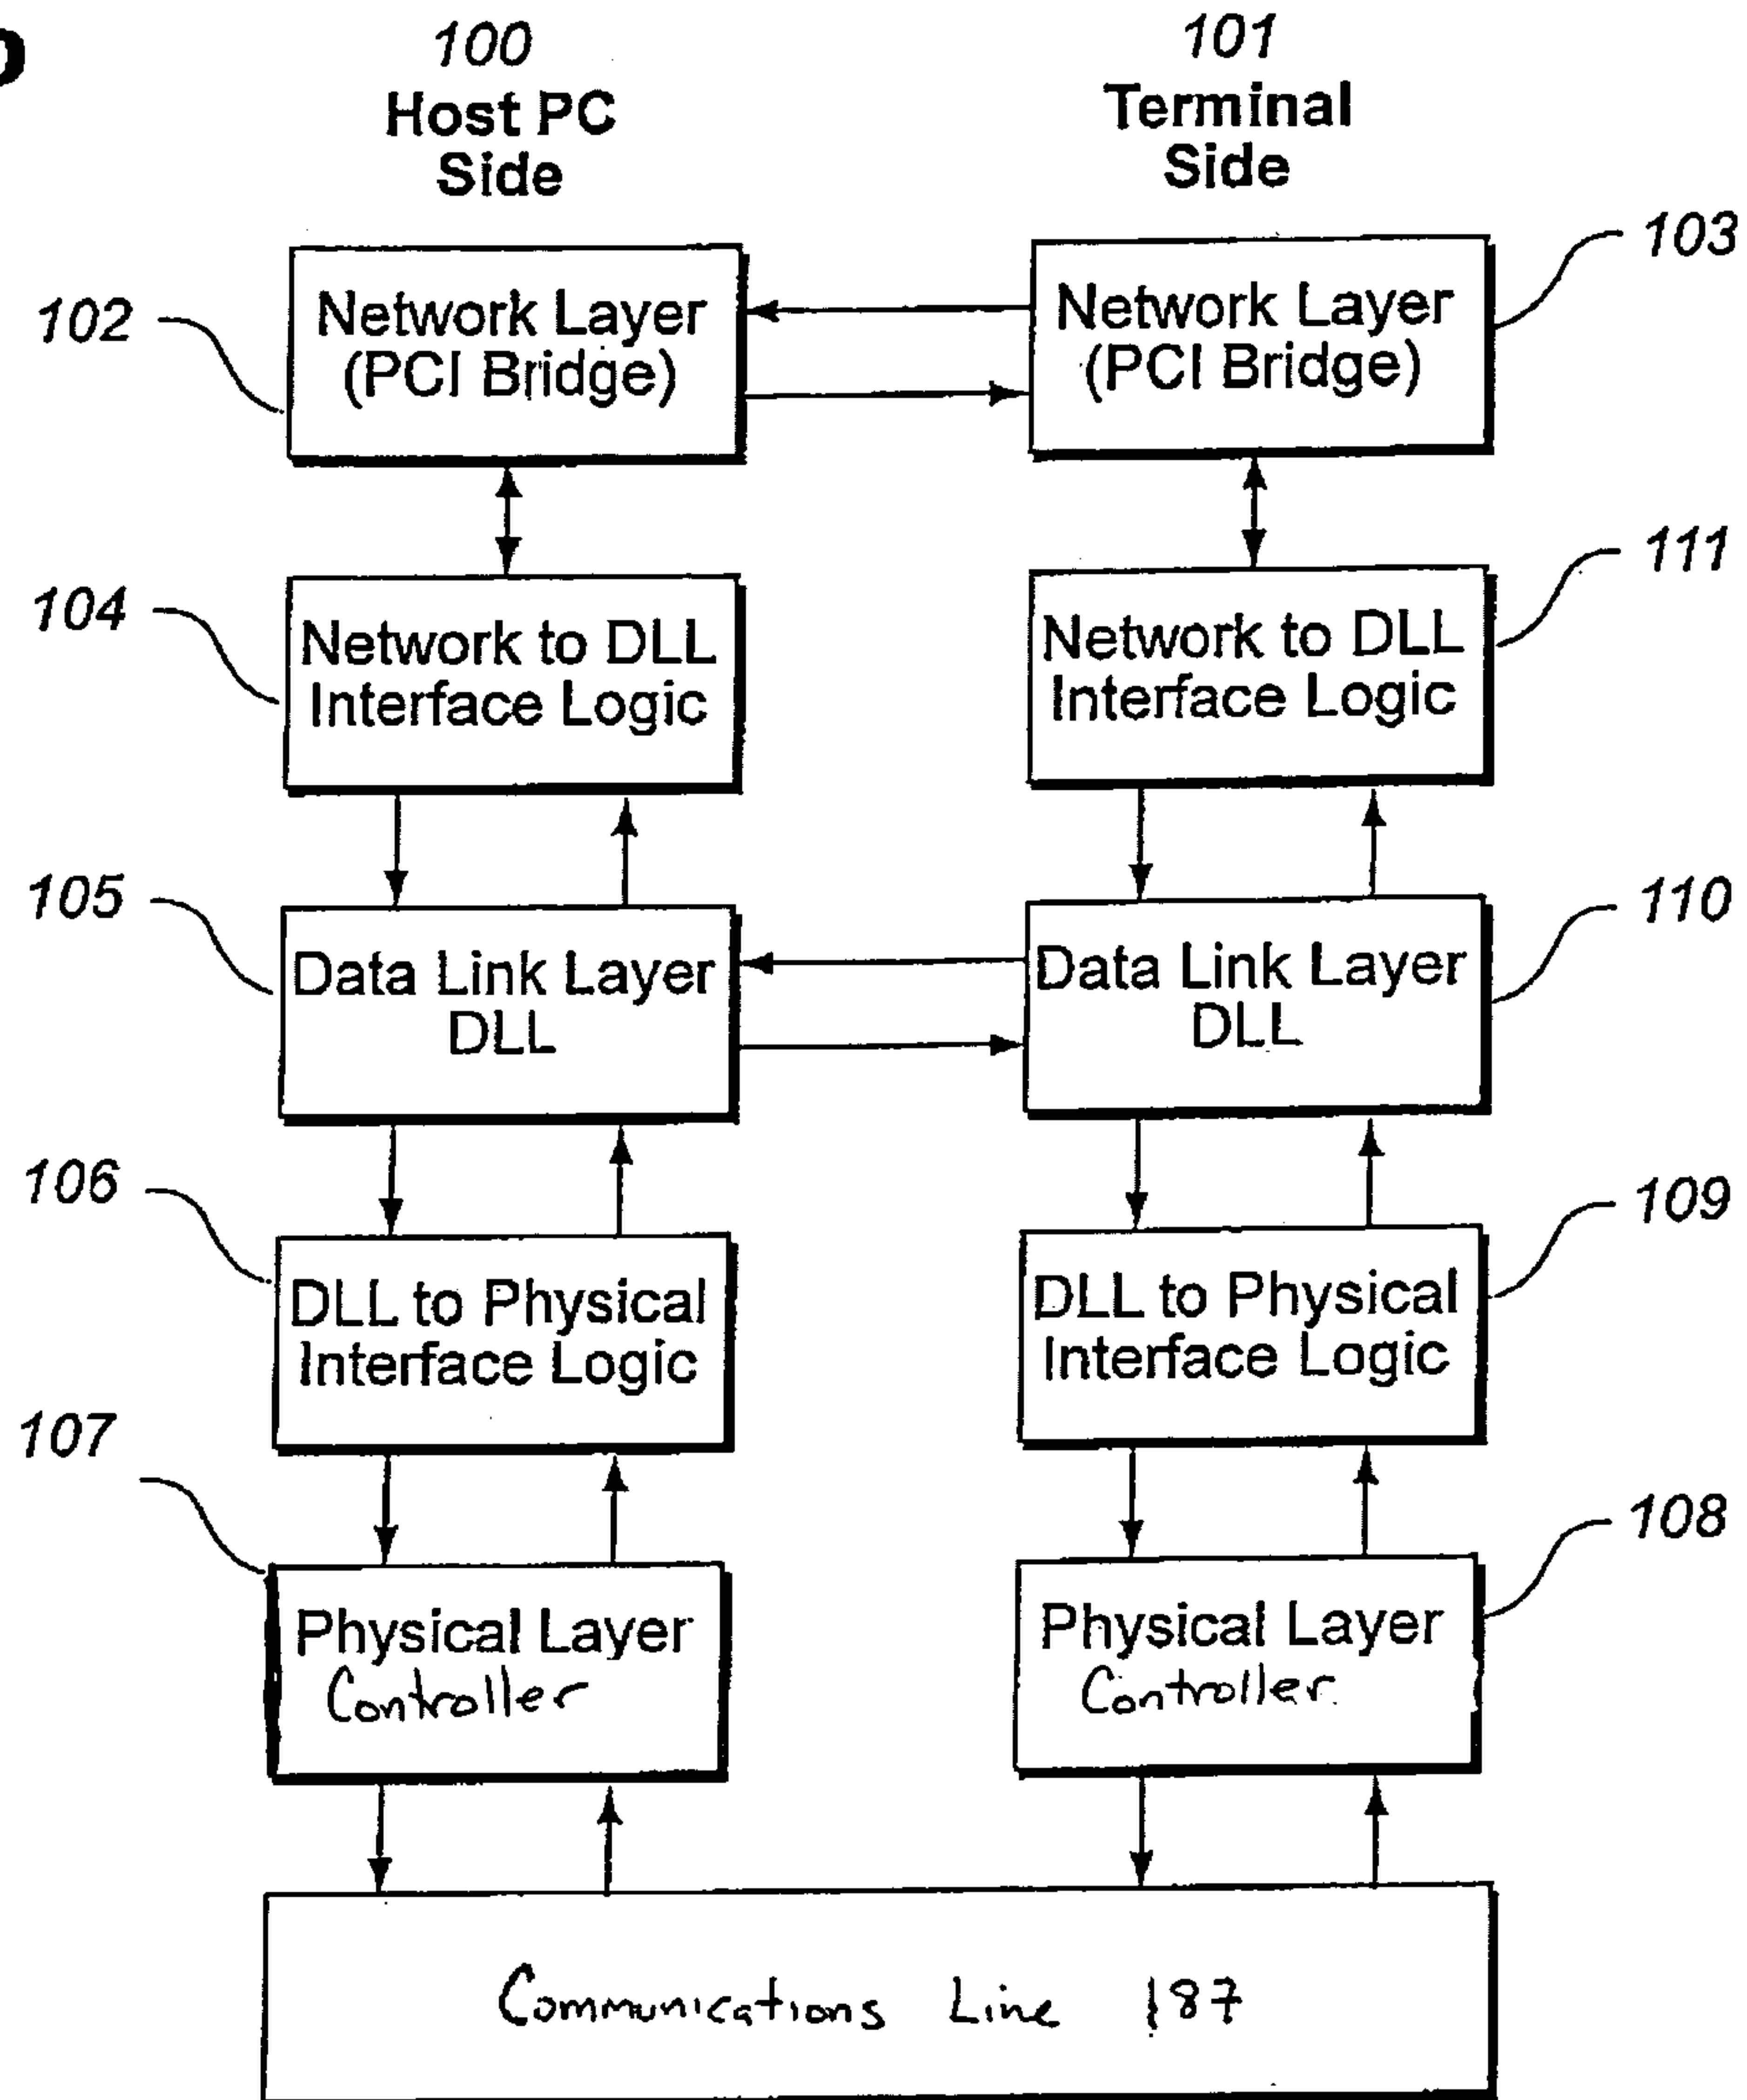 100
Host PC
Side
101
Terminal
Side
102
Network Layer
(PCI Bridge)
Network Layer
(PCI Bridge)
103
104
Network to DLL
Interface Logic
Network to DLL
Interface Logic
111
105
Data Link Layer
DLL
Data Link Layer
DLL
110
106
DLL to Physical
Interface Logic
DLL to Physical
Interface Logic
109
107
Physical Layer
Controller
Physical Layer
Controller
108
Communications Line 187